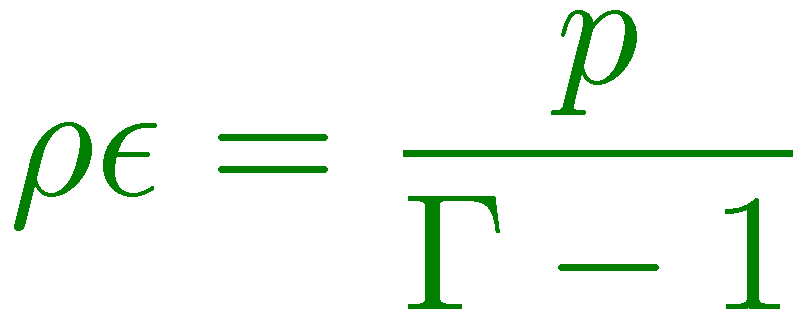 ρϵ = p / (Γ − 1)